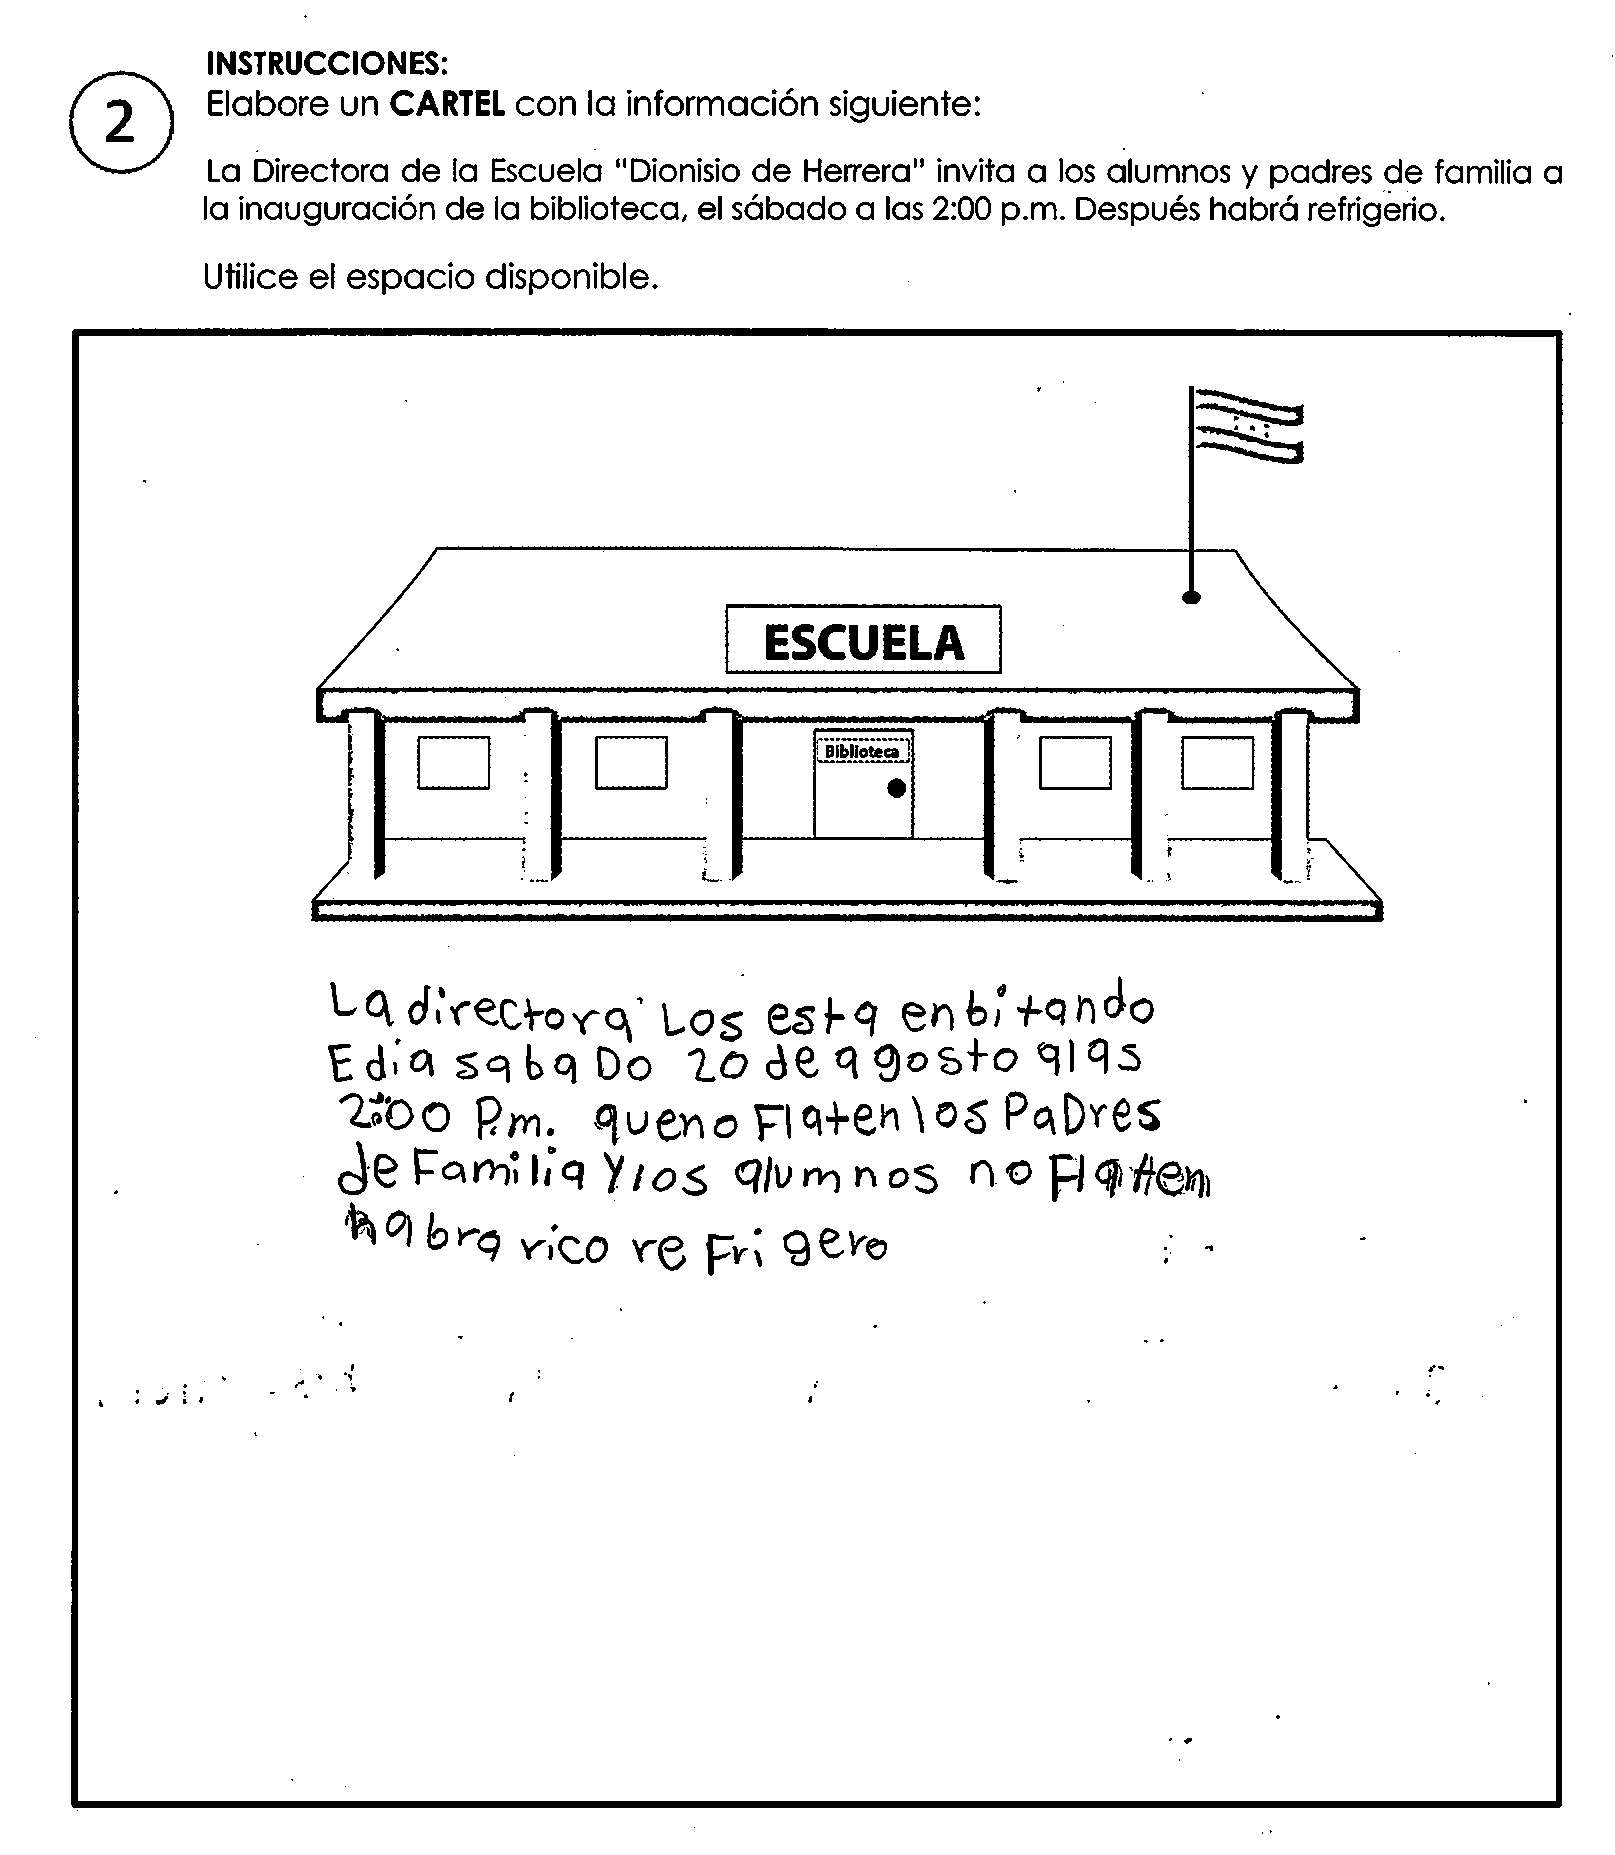 INSTRUCCIONES:
2
Elabore un CARTEL con la información siguiente:
La Directora de la Escuela "Dionisio de Herrera" invita a los alumnos y padres de familia a
la inauguración de la biblioteca, el sábado a las 2:00 p.m. Después habrá refrigerio.
Utilice el espacio disponible.
ESCUELA
Biblioteca
La directora Los esta enbitando
E dia sabaDo 20 de agosto alas
2:00 P.m. queno Flaten los PaDres
de Familia Y los alumnos no Flaten
habra rico reFrigero